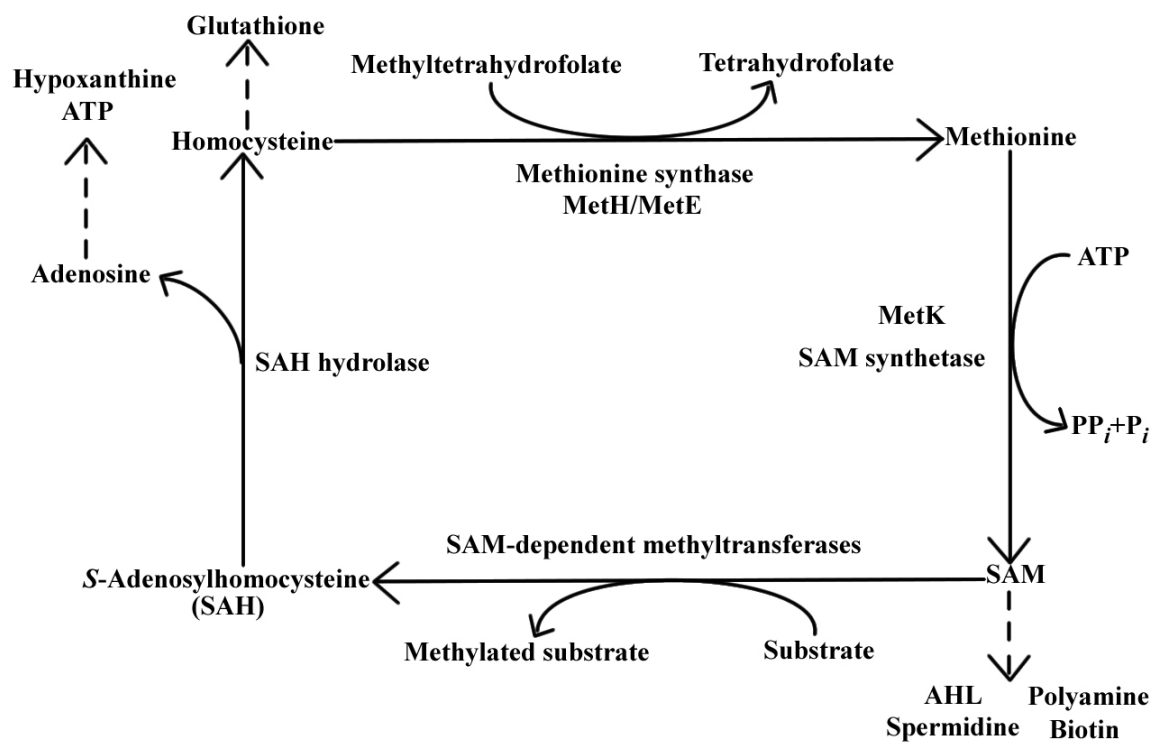 Glutathione
Hypoxanthine
ATP
Methyltetrahydrofolate
Tetrahydrofolate
Homocysteine
Methionine
Methionine synthase
MetH/MetE
Adenosine
ATP
MetK
SAH hydrolase
SAM synthetase
PPi+Pi
SAM-dependent methyltransferases
S-Adenosylhomocysteine
(SAH)
SAM
Methylated substrate
Substrate
AHL
Spermidine
Polyamine
Biotin